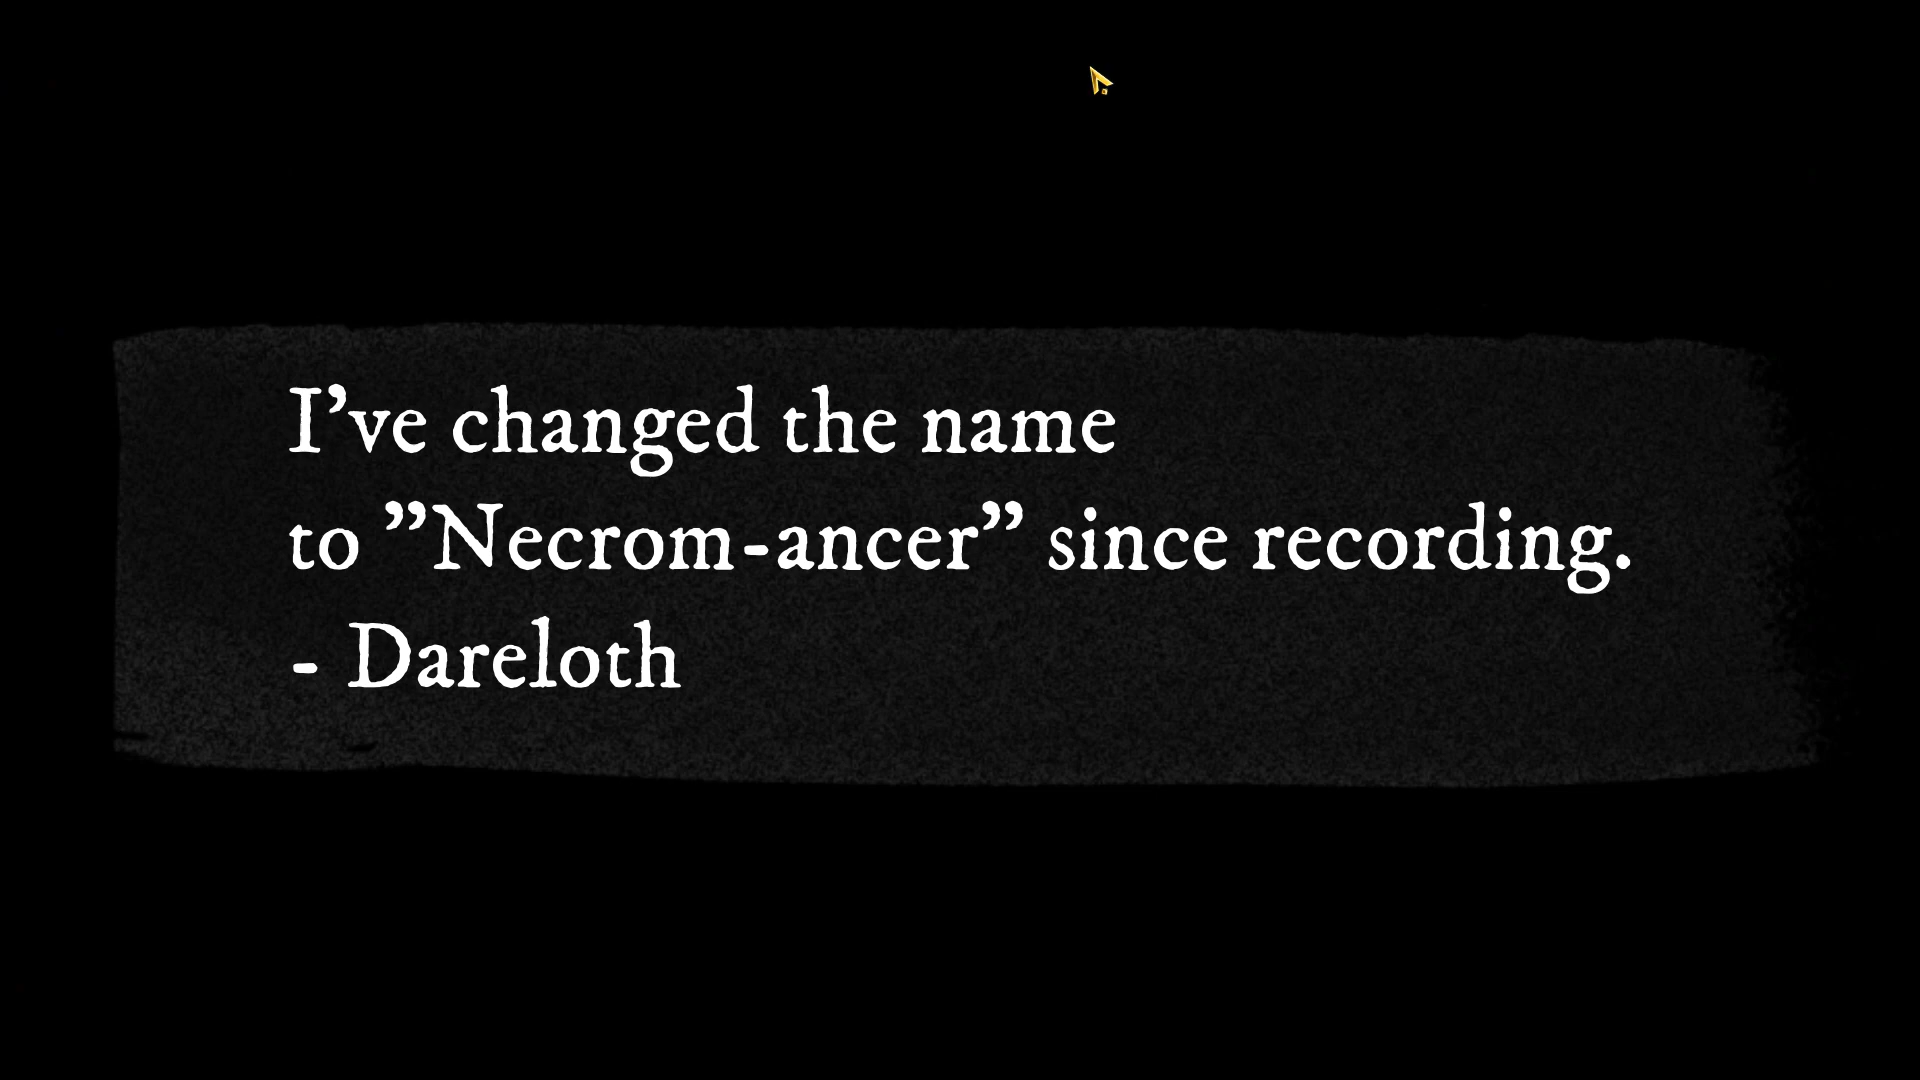 I’ve changed the name
to ”Necrom-ancer” since recording.
- Dareloth